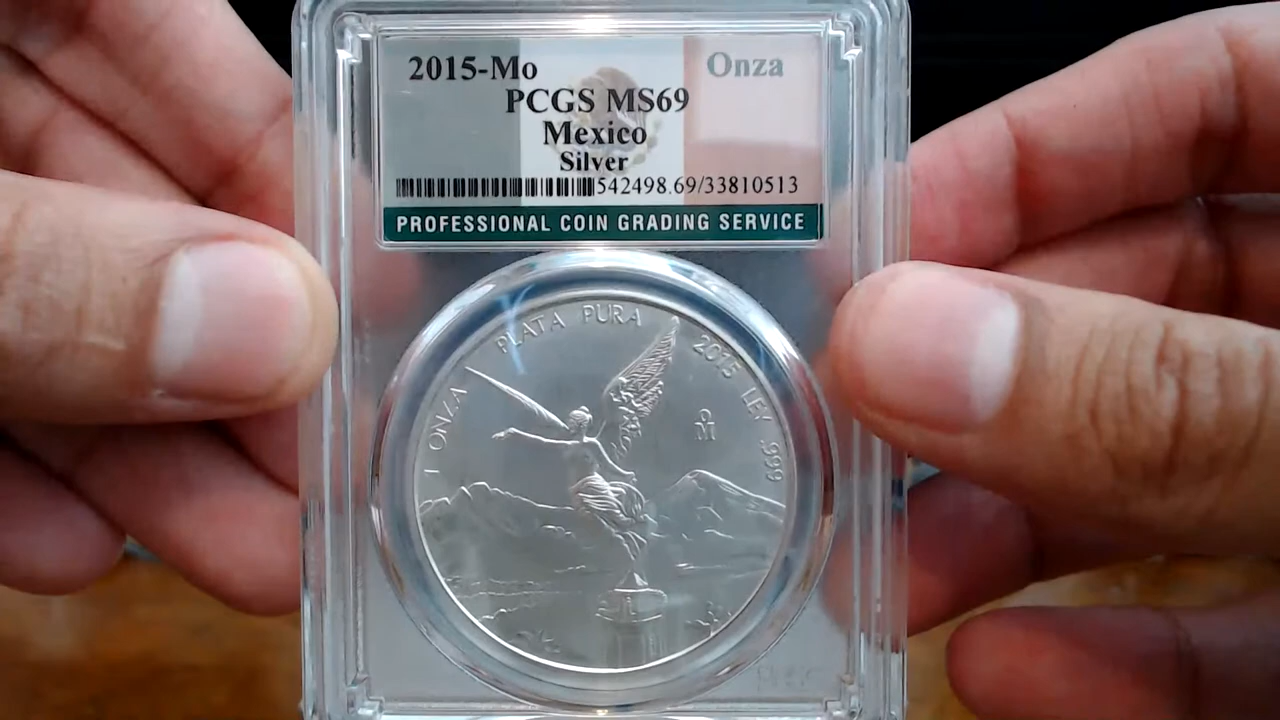 2015-Mo Onza
PCGS MS69
Mexico
Silver
542498.69/33810513
PROFESSIONAL COIN GRADING SERVICE
1 ONZA PLATA PURA 2015 LEY .999
Mo